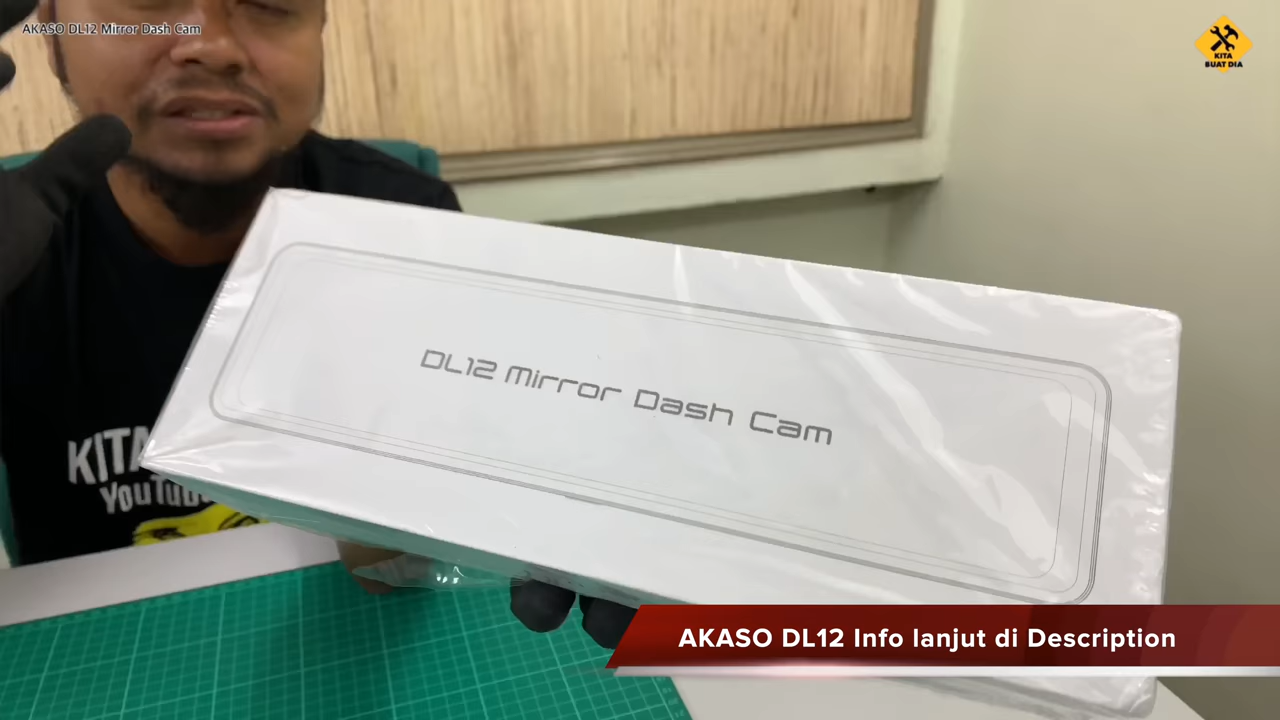 AKASO DL12 Mirror Dash Cam
KITA
BUAT DIA
DL12 Mirror Dash Cam
KITA
YouTube
AKASO DL12 Info lanjut di Description